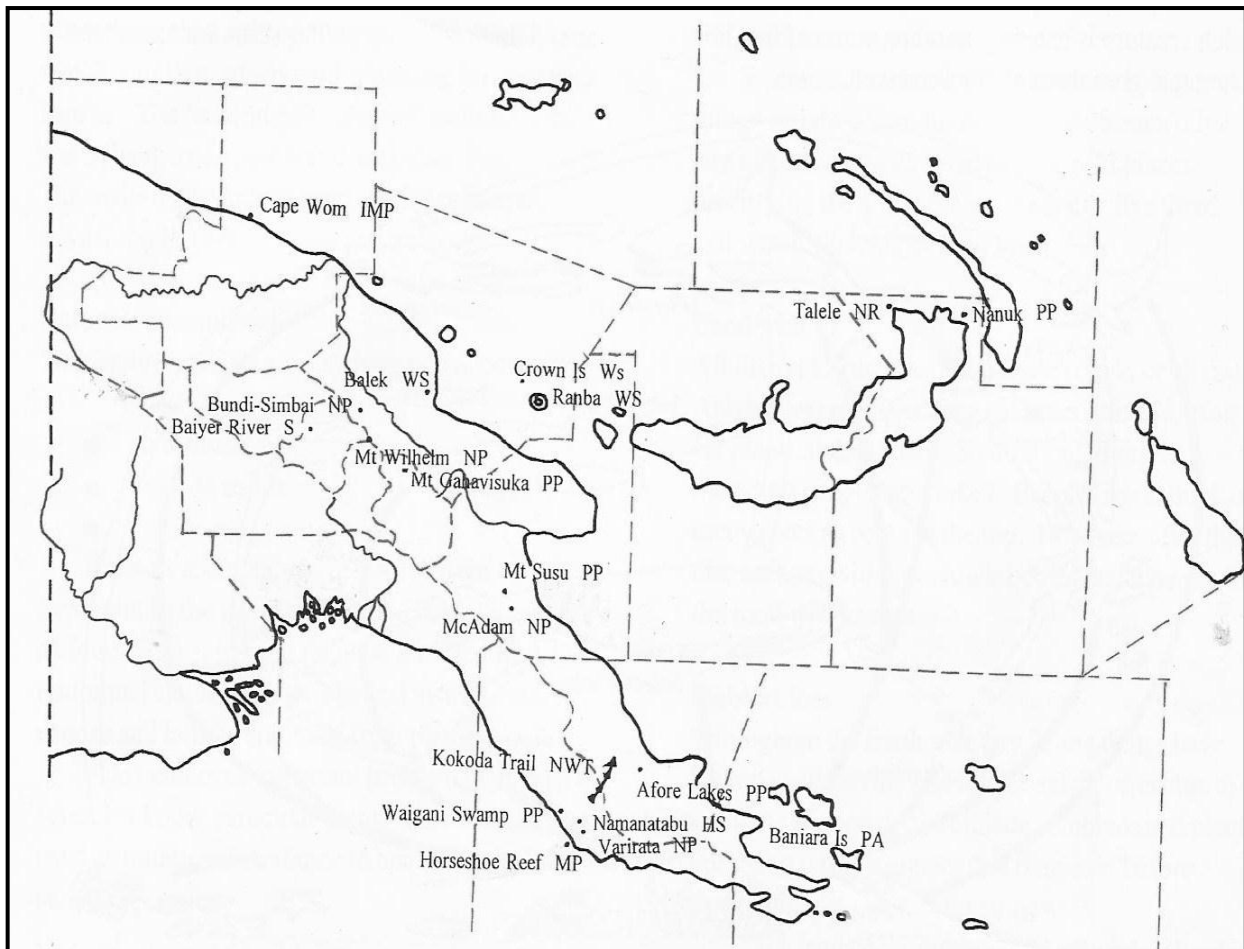 Cape Wom IMP
Talele NR
Nanuk PP
Crown Is Ws
Balek WS
Ranba WS
Bundi-Simbai NP
Baiyer River S
Mt Wilhelm NP
Mt Gahavisuka PP
Mt Susu PP
McAdam NP
Kokoda Trail NWT
Afore Lakes PP
Waigani Swamp PP
Namanatabu HS
Baniara Is PA
Varirata NP
Horseshoe Reef MP